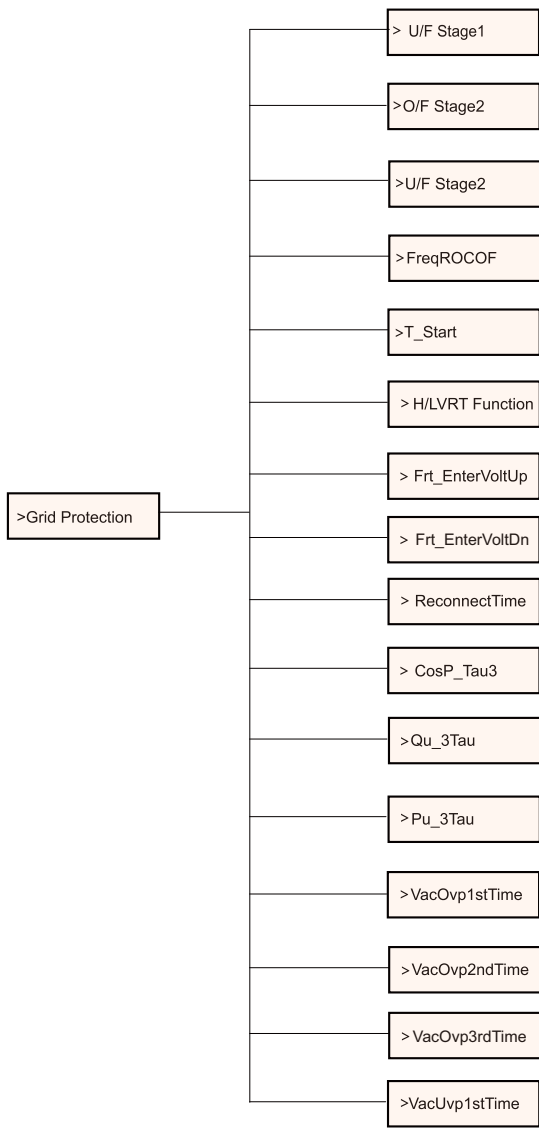 > U/F Stage1
>O/F Stage2
>U/F Stage2
>FreqROCOF
>T_Start
> H/LVRT Function
> Frt_EnterVoltUp
>Grid Protection
> Frt_EnterVoltDn
> ReconnectTime
> CosP_Tau3
>Qu_3Tau
>Pu_3Tau
>VacOvp1stTime
>VacOvp2ndTime
>VacOvp3rdTime
>VacUvp1stTime